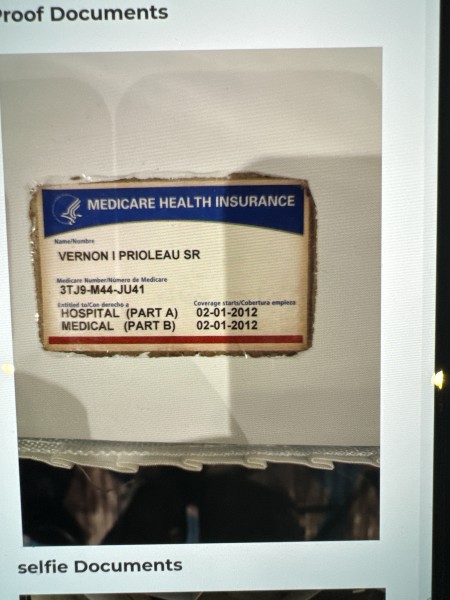 Proof Documents
MEDICARE HEALTH INSURANCE
Name/Nombre
VERNON I PRIOLEAU SR
Medicare Number/Número de Medicare
3TJ9-M44-JU41
Entitled to/Con derecho a
Coverage starts/Cobertura empieza
HOSPITAL (PART A) 02-01-2012
MEDICAL (PART B) 02-01-2012
selfie Documents